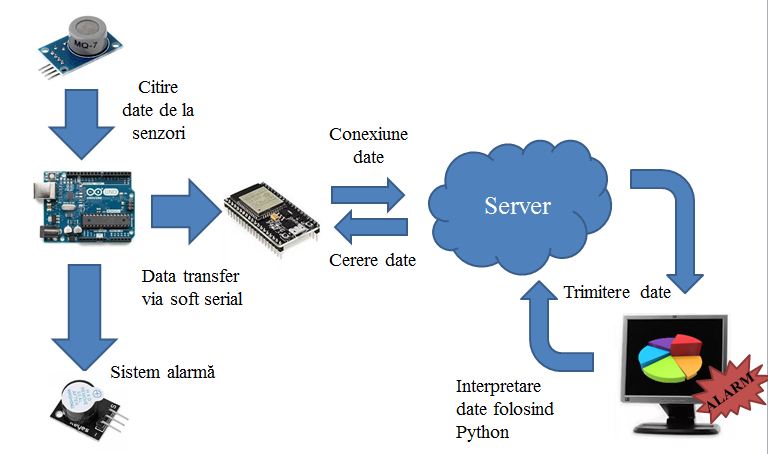 MQ-7
Citire
date de la
senzori
Conexiune
date
Server
Cerere date
Data transfer
via soft serial
Trimitere date
Sistem alarmă
Interpretare
date folosind
Python
ALARM